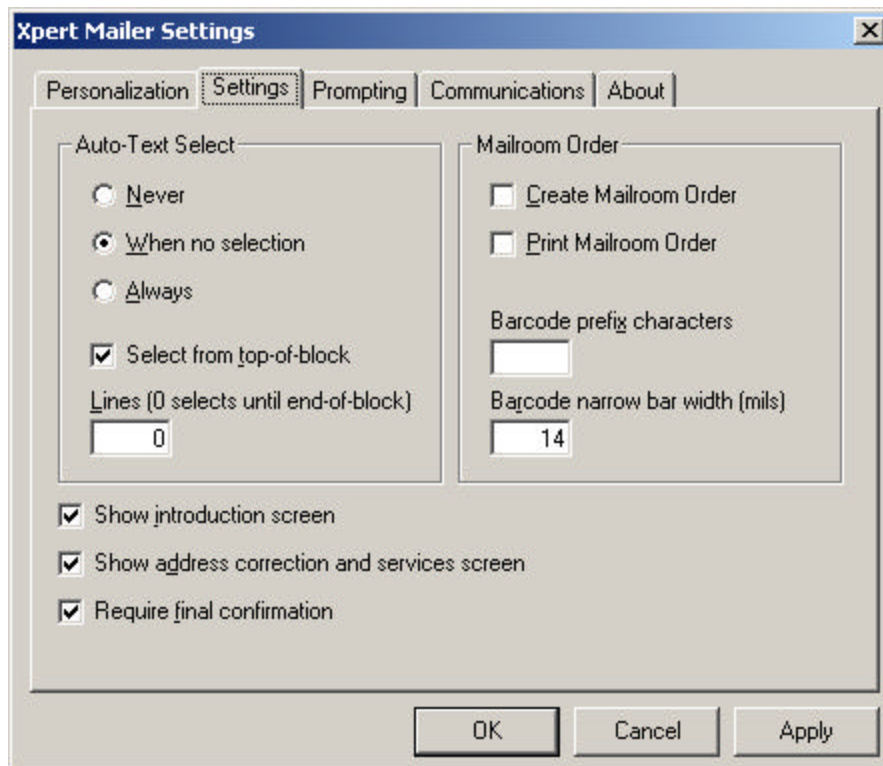 Xpert Mailer Settings
Personalization Settings Prompting Communications About
Auto-Text Select
Never
When no selection
Always
Select from top-of-block
Lines (0 selects until end-of-block)
0
Mailroom Order
Create Mailroom Order
Print Mailroom Order
Barcode prefix characters
Barcode narrow bar width (mils)
14
Show introduction screen
Show address correction and services screen
Require final confirmation
OK Cancel Apply